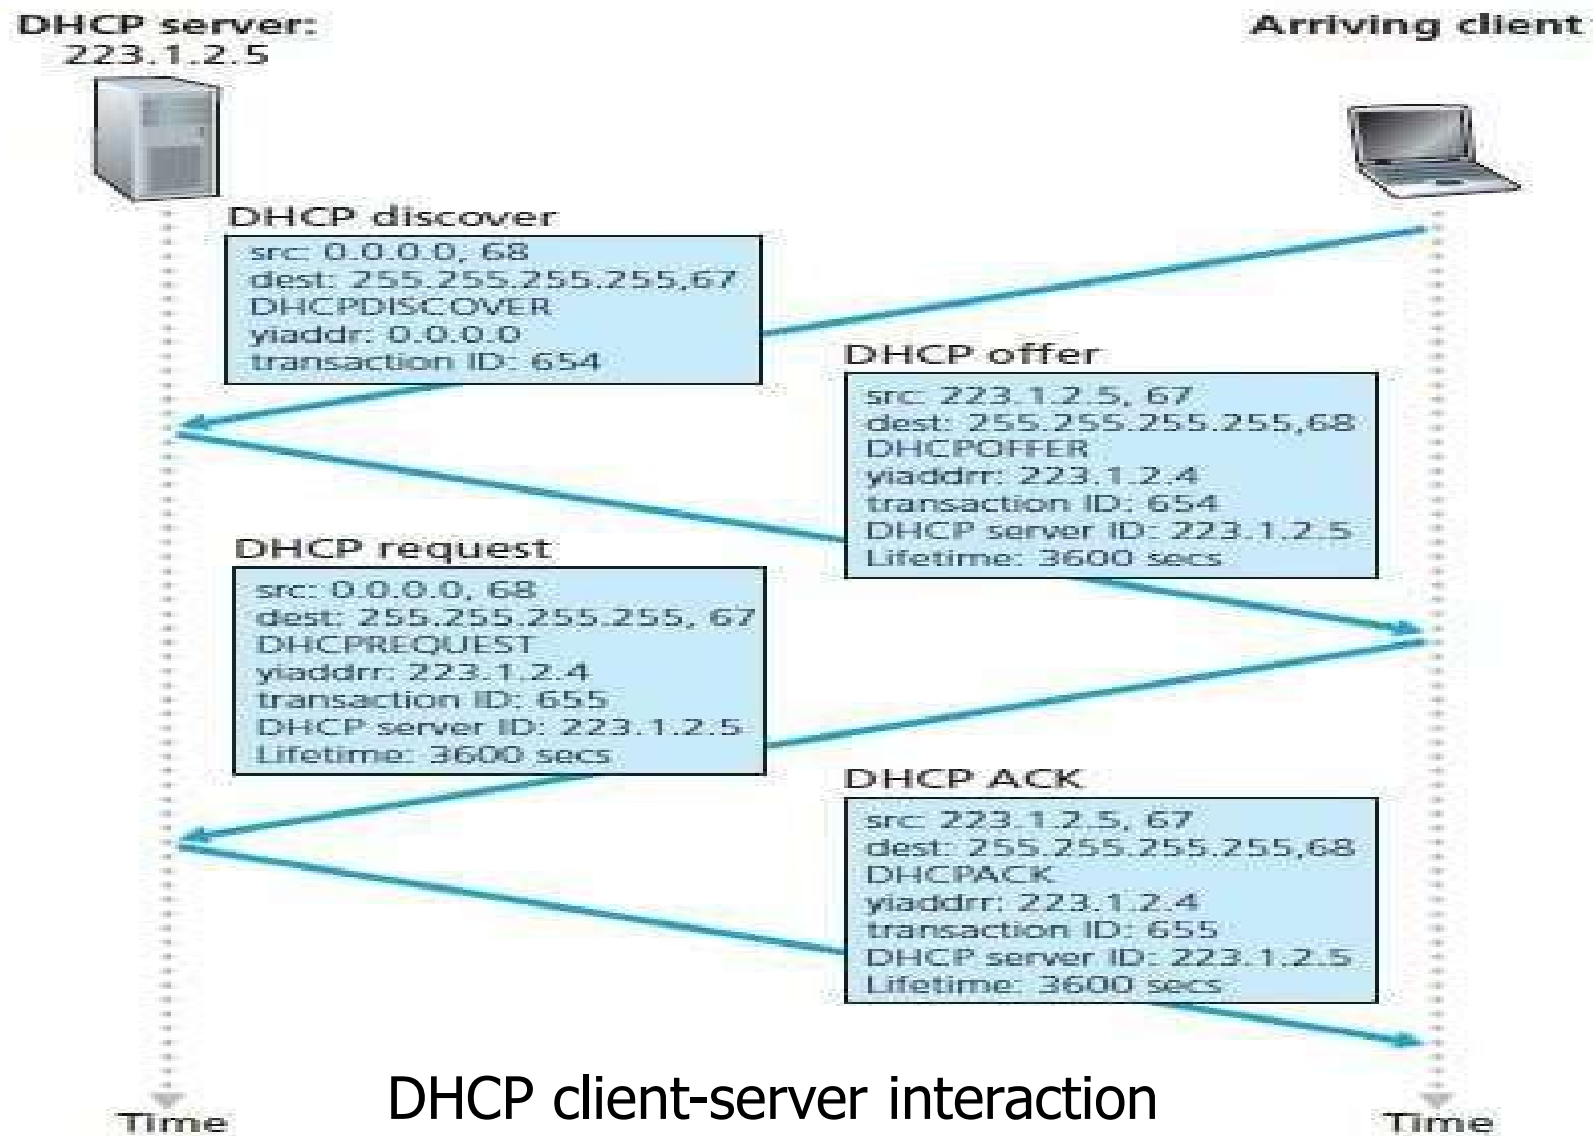 DHCP server:
223.1.2.5
Arriving client
DHCP discover
src: 0.0.0.0, 68
dest: 255.255.255.255,67
DHCPDISCOVER
yiaddr: 0.0.0.0
transaction ID: 654
DHCP offer
src: 223.1.2.5, 67
dest: 255.255.255.255,68
DHCPOFFER
yiaddrr: 223.1.2.4
transaction ID: 654
DHCP server ID: 223.1.2.5
Lifetime: 3600 secs
DHCP request
src: 0.0.0.0, 68
dest: 255.255.255.255, 67
DHCPREQUEST
yiaddrr: 223.1.2.4
transaction ID: 655
DHCP server ID: 223.1.2.5
Lifetime: 3600 secs
DHCP ACK
src: 223.1.2.5, 67
dest: 255.255.255.255,68
DHCPACK
yiaddrr: 223.1.2.4
transaction ID: 655
DHCP server ID: 223.1.2.5
Lifetime: 3600 secs
DHCP client-server interaction
Time
Time